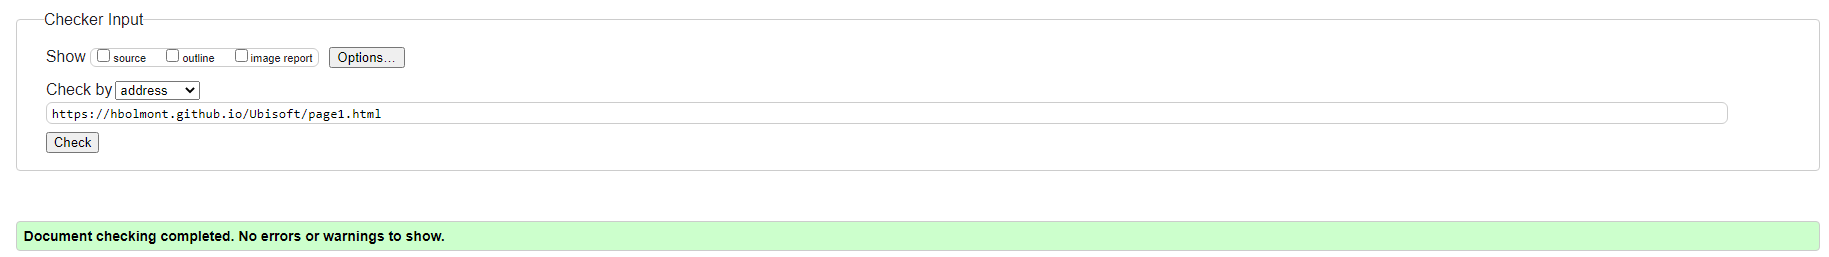 Checker Input
Show source outline image report Options...
Check by address
https://hbolmont.github.io/Ubisoft/page1.html
Check
Document checking completed. No errors or warnings to show.